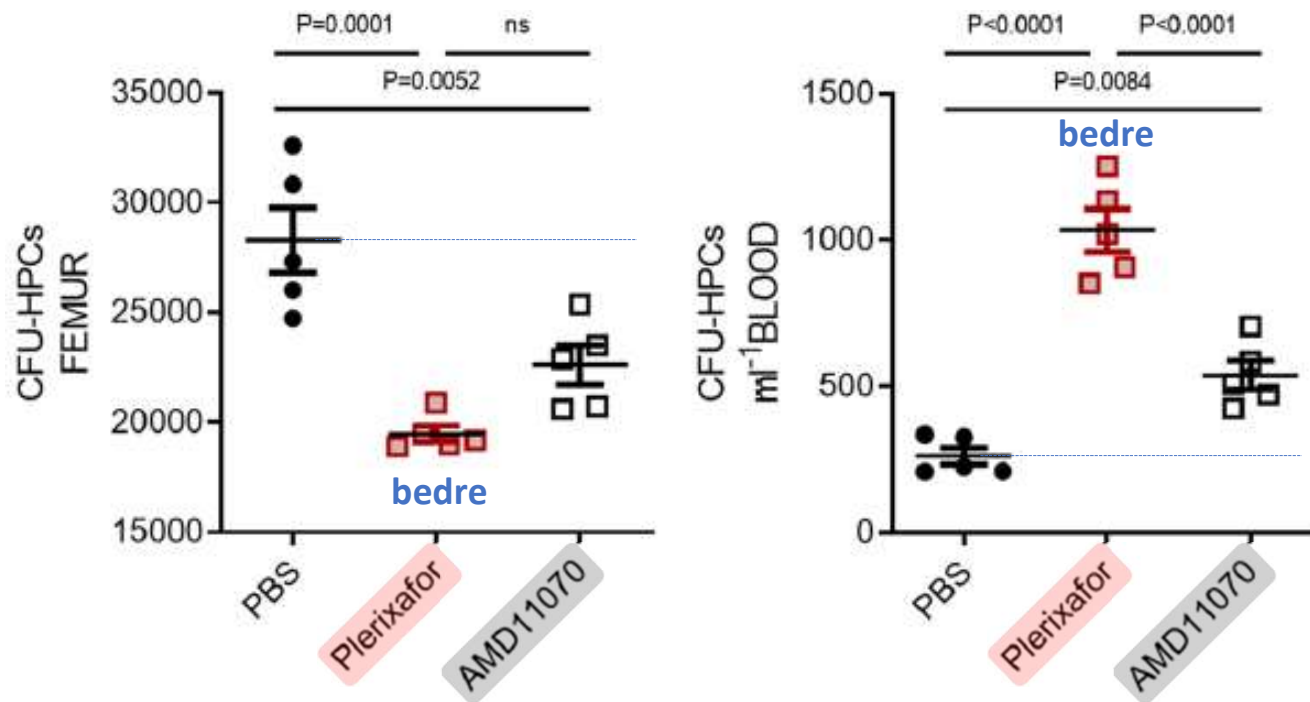 P=0.0001 ns
P=0.0052
35000
30000
25000
20000
15000
CFU-HPCs
FEMUR
bedre
PBS
Plerixafor
AMD11070
P<0.0001 P<0.0001
P=0.0084
1500
1000
500
0
CFU-HPCs
ml⁻¹BLOOD
bedre
PBS
Plerixafor
AMD11070